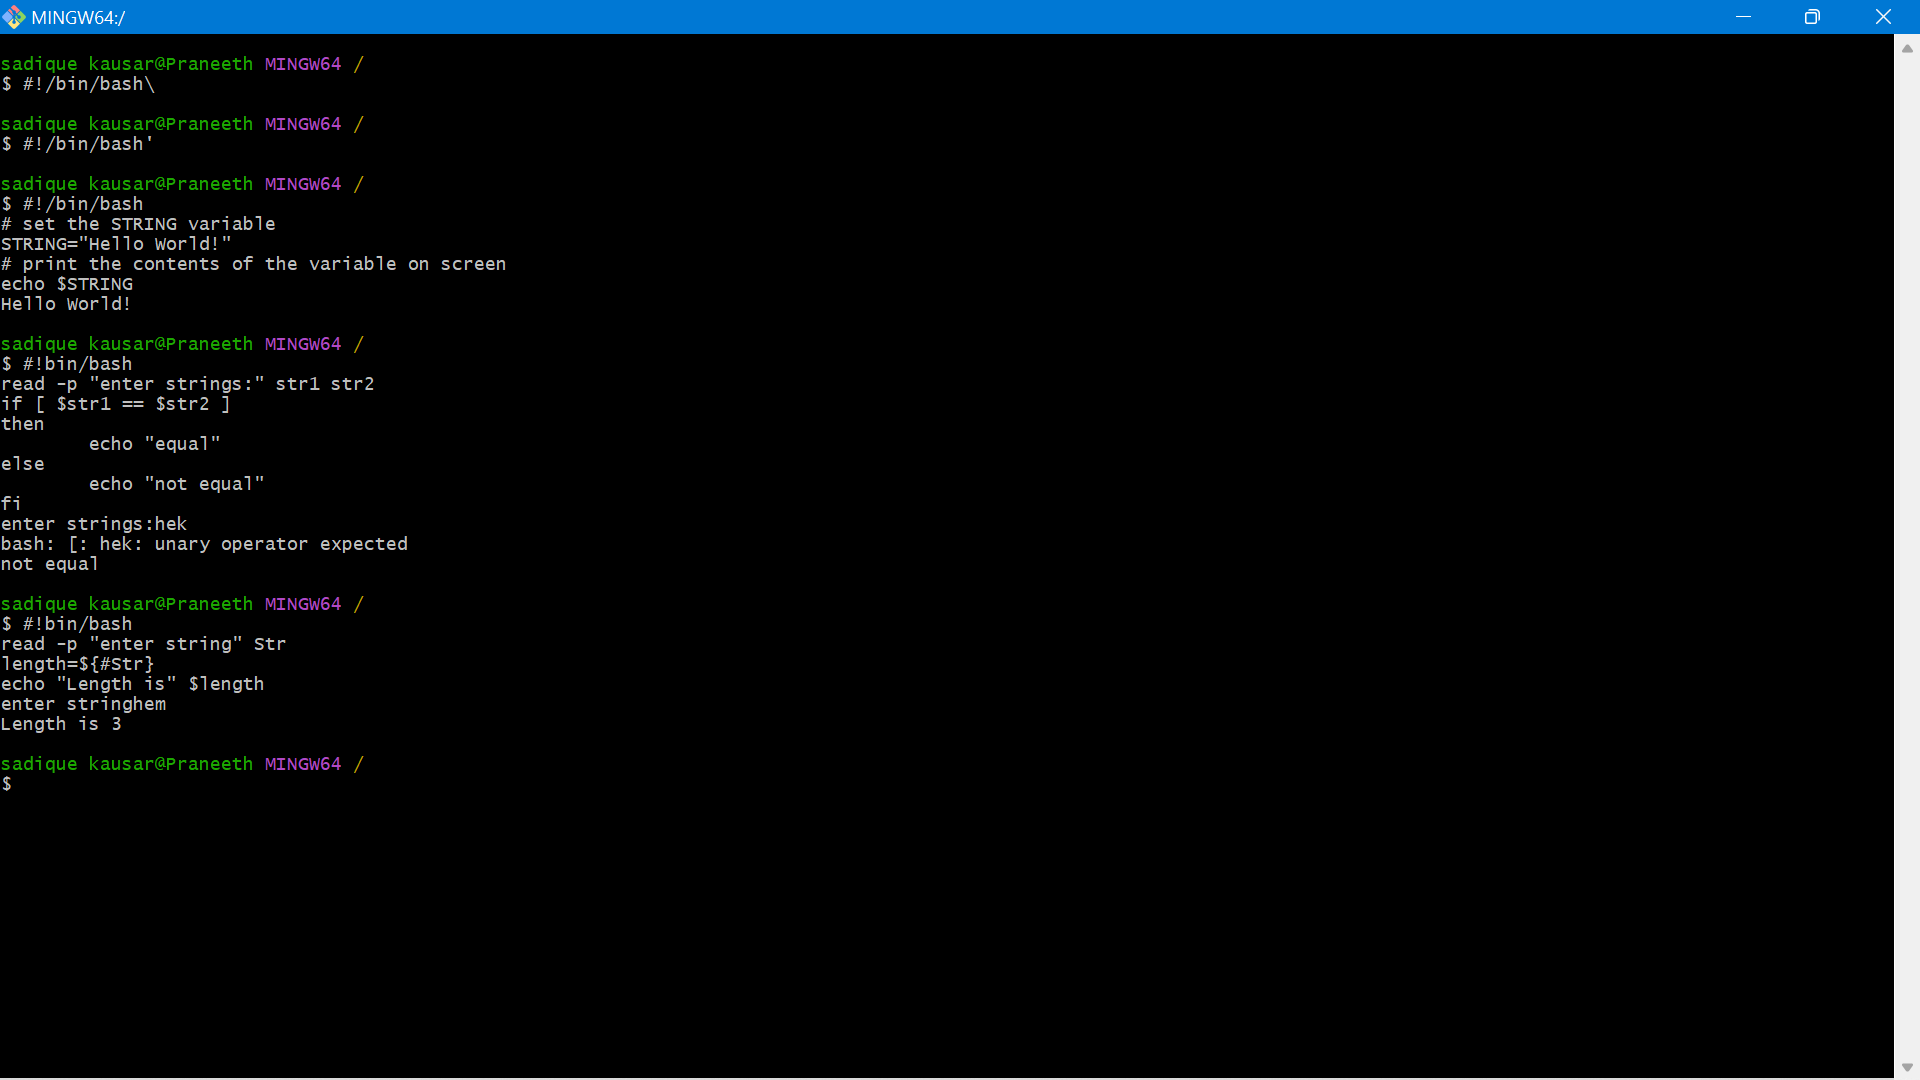 MINGW64:/
sadique kausar@Praneeth MINGW64 /
$ #!/bin/bash\
sadique kausar@Praneeth MINGW64 /
$ #!/bin/bash'
sadique kausar@Praneeth MINGW64 /
$ #!/bin/bash
# set the STRING variable
STRING="Hello World!"
# print the contents of the variable on screen
echo $STRING
Hello World!
sadique kausar@Praneeth MINGW64 /
$ #!bin/bash
read -p "enter strings:" str1 str2
if [ $str1 == $str2 ]
then
        echo "equal"
else
        echo "not equal"
fi
enter strings:hek
bash: [: hek: unary operator expected
not equal
sadique kausar@Praneeth MINGW64 /
$ #!bin/bash
read -p "enter string" Str
length=${#Str}
echo "Length is" $length
enter stringhem
Length is 3
sadique kausar@Praneeth MINGW64 /
$